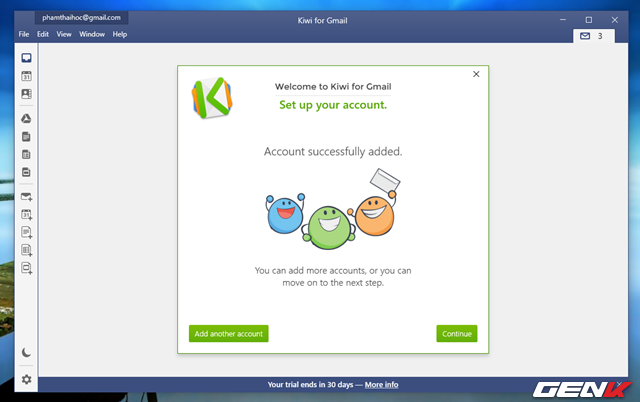 phamthaihoc@gmail.com
Kiwi for Gmail
File Edit View Window Help
3
31
Welcome to Kiwi for Gmail
Set up your account.
Account successfully added.
You can add more accounts, or you can
move on to the next step.
Add another account
Continue
31
Your trial ends in 30 days — More info
GENK